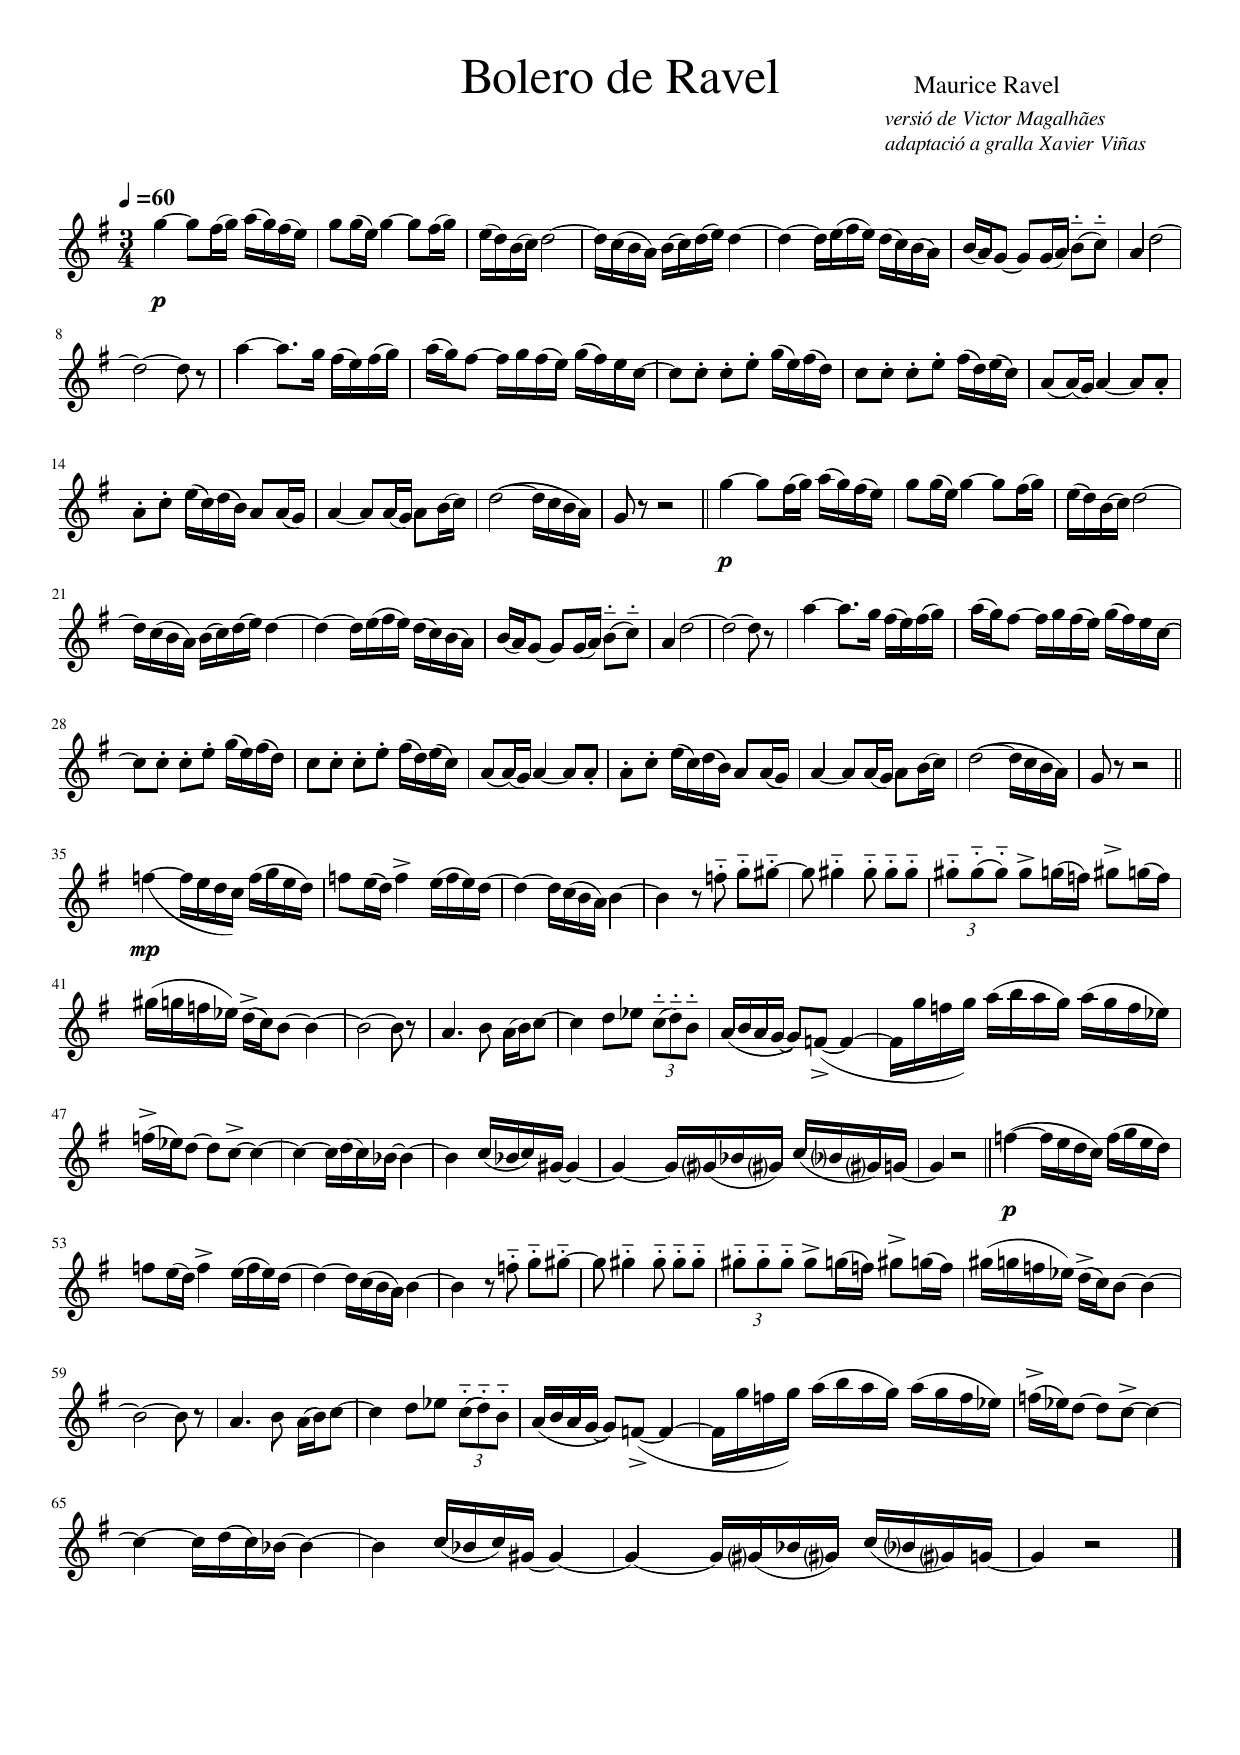 Bolero de Ravel
Maurice Ravel
versió de Victor Magalhães
adaptació a gralla Xavier Viñas
=60
3
4
p
8
14
p
21
28
35
mp
3
41
3
47
p
53
3
59
3
65